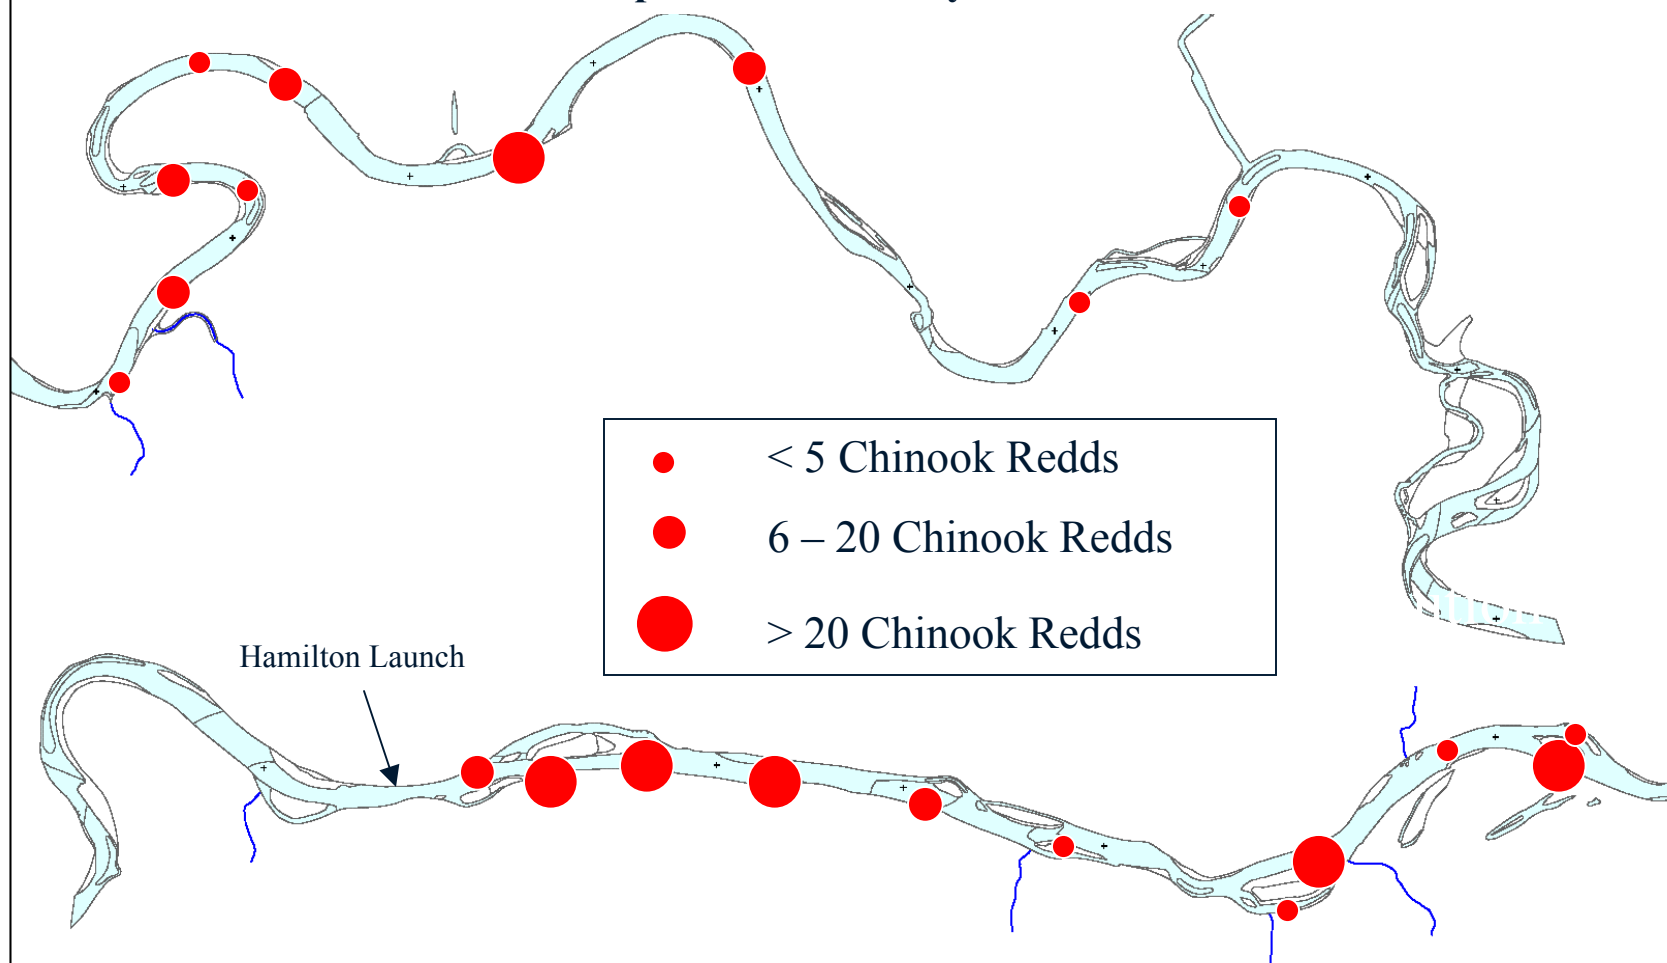 < 5 Chinook Redds
6 – 20 Chinook Redds
> 20 Chinook Redds
Hamilton Launch